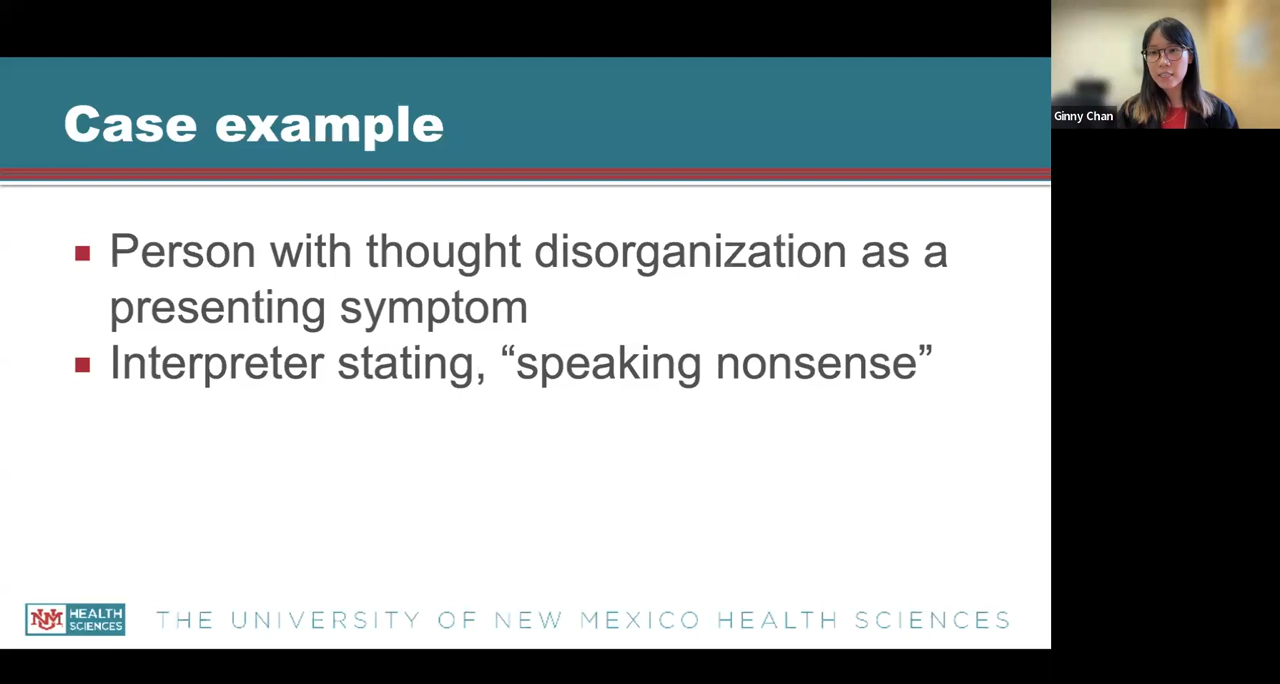 Case example
Ginny Chan
▪ Person with thought disorganization as a
presenting symptom
▪ Interpreter stating, “speaking nonsense”
UNM HEALTH
SCIENCES
THE UNIVERSITY OF NEW MEXICO HEALTH SCIENCES